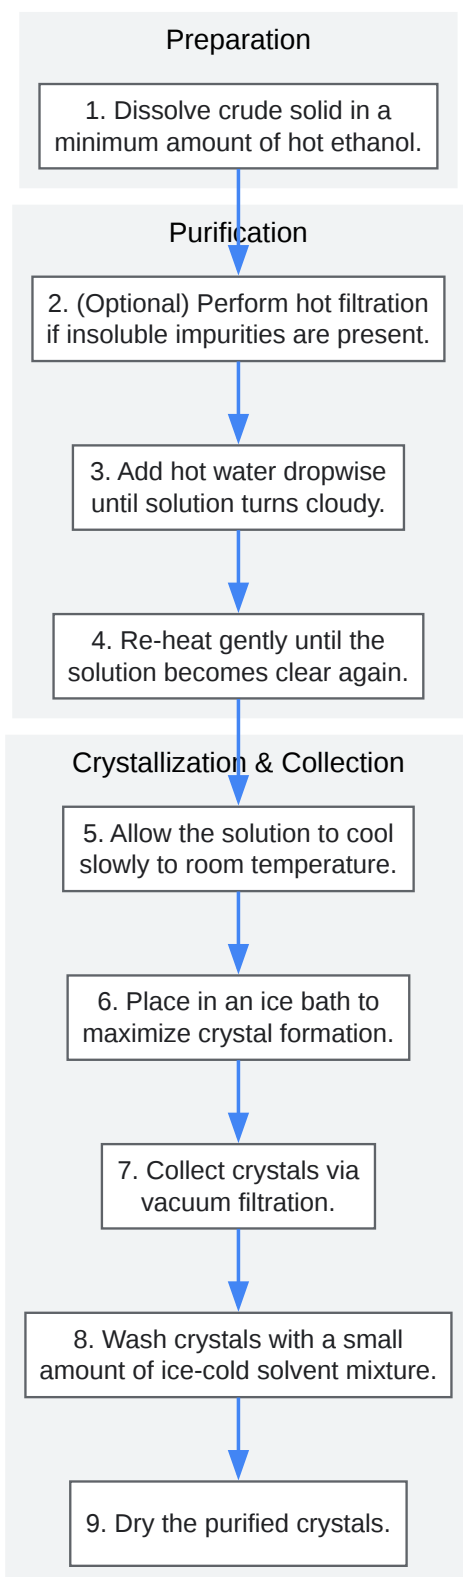 Preparation
1. Dissolve crude solid in a
minimum amount of hot ethanol.
Purification
2. (Optional) Perform hot filtration
if insoluble impurities are present.
3. Add hot water dropwise
until solution turns cloudy.
4. Re-heat gently until the
solution becomes clear again.
Crystallization & Collection
5. Allow the solution to cool
slowly to room temperature.
6. Place in an ice bath to
maximize crystal formation.
7. Collect crystals via
vacuum filtration.
8. Wash crystals with a small
amount of ice-cold solvent mixture.
9. Dry the purified crystals.